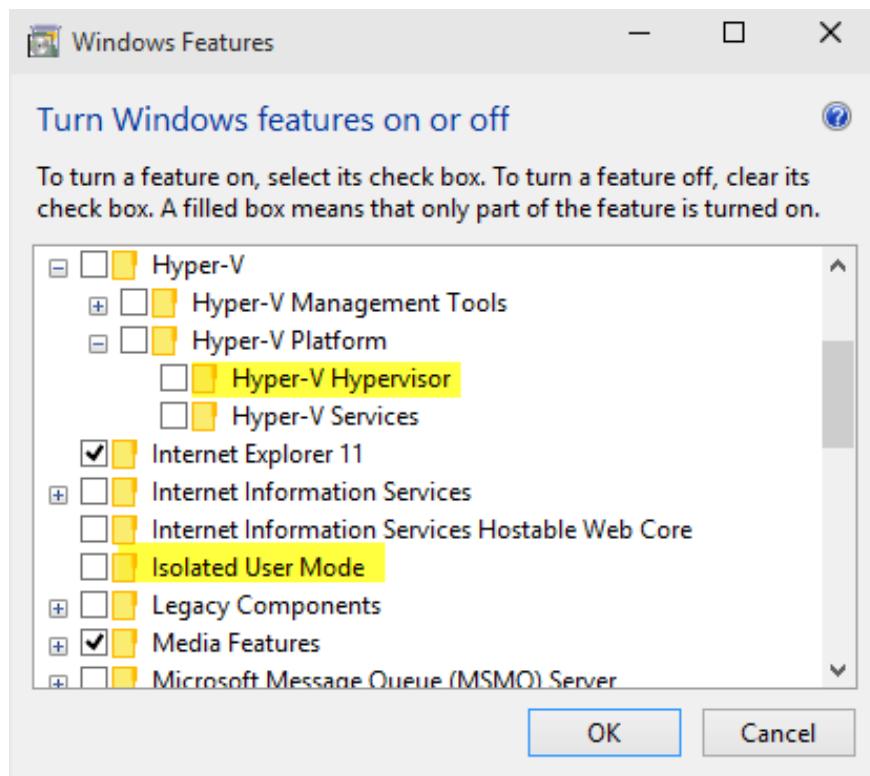 Windows Features
Turn Windows features on or off
To turn a feature on, select its check box. To turn a feature off, clear its
check box. A filled box means that only part of the feature is turned on.
Hyper-V
Hyper-V Management Tools
Hyper-V Platform
Hyper-V Hypervisor
Hyper-V Services
Internet Explorer 11
Internet Information Services
Internet Information Services Hostable Web Core
Isolated User Mode
Legacy Components
Media Features
Microsoft Message Queue (MSMQ) Server
OK Cancel